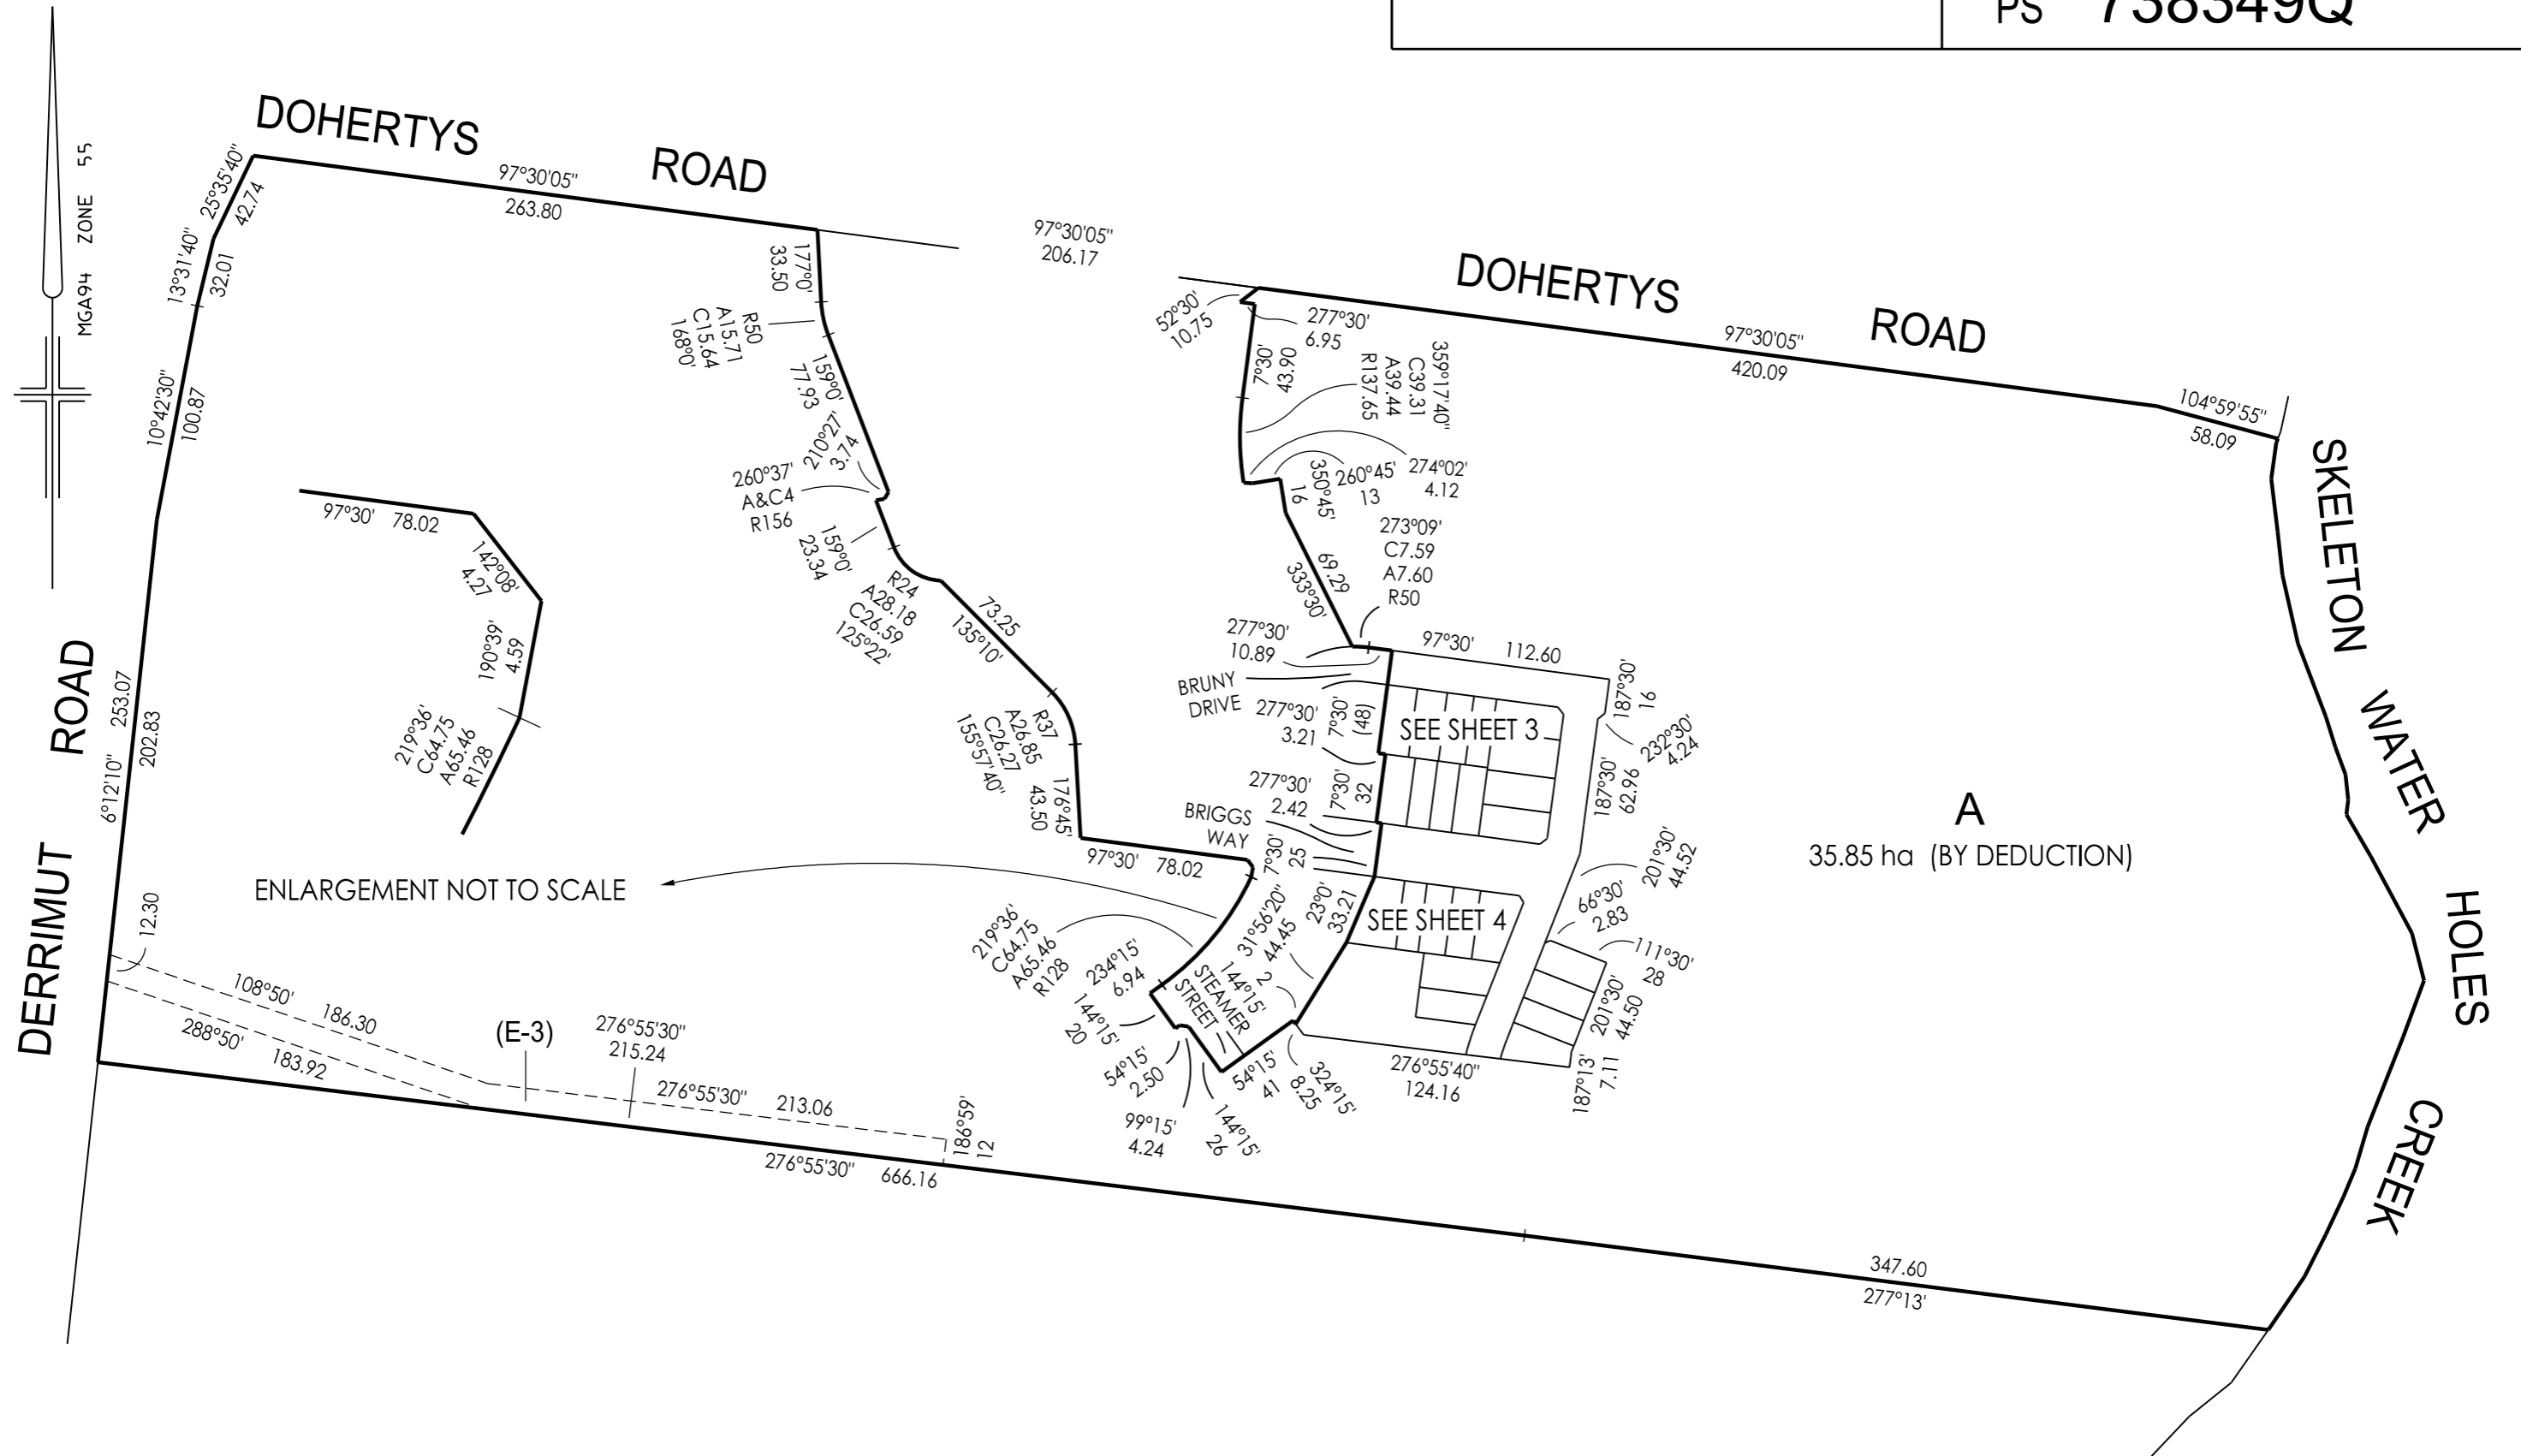 PS 738349Q
MGA94 ZONE 55
DOHERTYS ROAD
97°30'05"
263.80
97°30'05"
206.17
DOHERTYS ROAD
97°30'05"
420.09
104°59'55"
58.09
25°35'40"
42.74
13°31'40"
32.01
10°42'30"
100.87
6°12'10" 253.07
202.83
12.30
DERRIMUT ROAD
177°0'
33.50
R50
A15.71
C15.64
168°0'
159°0'
77.93
210°27'
3.74
260°37'
A&C4
R156
159°0'
23.34
R24
A28.18
C26.59
125°22'
73.25
135°10'
R37
A26.85
C26.27
155°57'40"
176°45'
43.50
97°30' 78.02
97°30' 78.02
142°08'
4.27
190°39'
4.59
219°36'
C64.75
A65.46
R128
ENLARGEMENT NOT TO SCALE
52°30'
10.75
277°30'
6.95
7°30'
43.90
359°17'40"
C39.31
A39.44
R137.65
274°02'
4.12
260°45'
13
350°45'
16
69.29
333°30'
273°09'
C7.59
A7.60
R50
277°30'
10.89
97°30' 112.60
187°30'
16
232°30'
4.24
187°30'
62.96
BRUNY
DRIVE
277°30'
3.21
7°30'
(48)
SEE SHEET 3
277°30'
2.42
7°30'
32
BRIGGS
WAY
7°30'
25
201°30'
44.52
SEE SHEET 4
23°0'
33.21
31°56'20"
44.45
66°30'
2.83
111°30'
28
201°30'
44.50
187°13'
7.11
219°36'
C64.75
A65.46
R128
234°15'
6.94
144°15'
20
54°15'
2.50
99°15'
4.24
144°15'
26
STEAMER
STREET
144°15'
2
54°15'
41
324°15'
8.25
276°55'40"
124.16
A
35.85 ha (BY DEDUCTION)
SKELETON WATER HOLES CREEK
108°50' 186.30
288°50' 183.92
(E-3)
276°55'30"
215.24
276°55'30" 213.06
186°59'
12
276°55'30" 666.16
347.60
277°13'